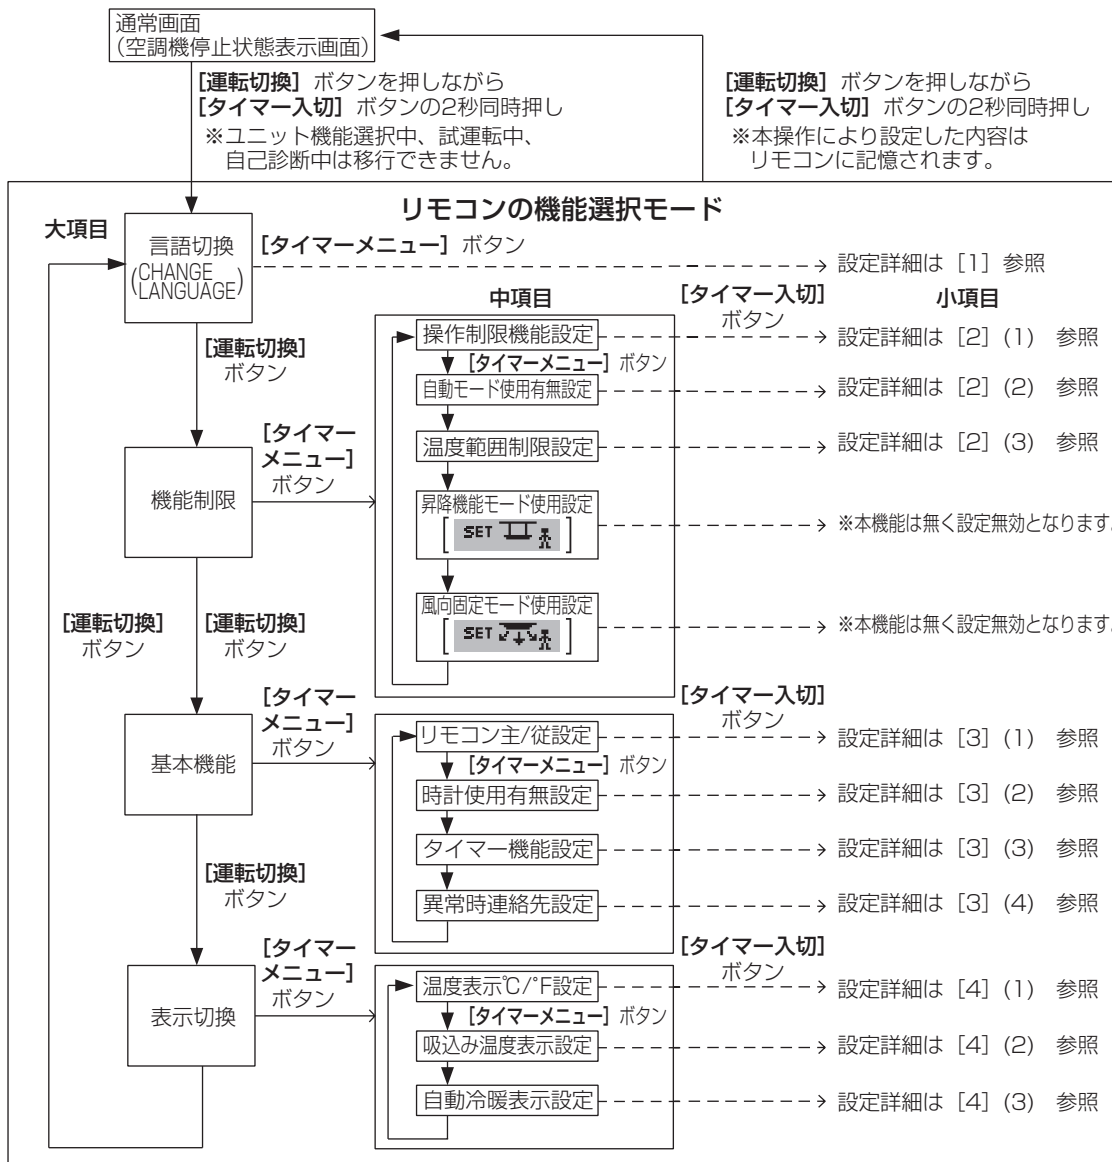 通常画面
(空調機停止状態表示画面)
[運転切換] ボタンを押しながら
[タイマー入切] ボタンの2秒同時押し
※ユニット機能選択中、試運転中、
自己診断中は移行できません。
[運転切換] ボタンを押しながら
[タイマー入切] ボタンの2秒同時押し
※本操作により設定した内容は
リモコンに記憶されます。
リモコンの機能選択モード
大項目
言語切換
(CHANGE
LANGUAGE)
[タイマーメニュー] ボタン
設定詳細は [1] 参照
中項目
[タイマー入切]
ボタン
小項目
[運転切換]
ボタン
操作制限機能設定
設定詳細は [2] (1) 参照
[タイマーメニュー] ボタン
自動モード使用有無設定
設定詳細は [2] (2) 参照
[タイマー
メニュー]
ボタン
温度範囲制限設定
設定詳細は [2] (3) 参照
機能制限
昇降機能モード使用設定
[SET]
※本機能は無く設定無効となります。
風向固定モード使用設定
[SET]
※本機能は無く設定無効となります。
[運転切換]
ボタン
[運転切換]
ボタン
[タイマー
メニュー]
ボタン
[タイマー入切]
ボタン
基本機能
リモコン主/従設定
設定詳細は [3] (1) 参照
[タイマーメニュー] ボタン
時計使用有無設定
設定詳細は [3] (2) 参照
タイマー機能設定
設定詳細は [3] (3) 参照
[運転切換]
ボタン
異常時連絡先設定
設定詳細は [3] (4) 参照
[タイマー
メニュー]
ボタン
[タイマー入切]
ボタン
表示切換
温度表示℃/°F設定
設定詳細は [4] (1) 参照
[タイマーメニュー] ボタン
吸込み温度表示設定
設定詳細は [4] (2) 参照
自動冷暖表示設定
設定詳細は [4] (3) 参照